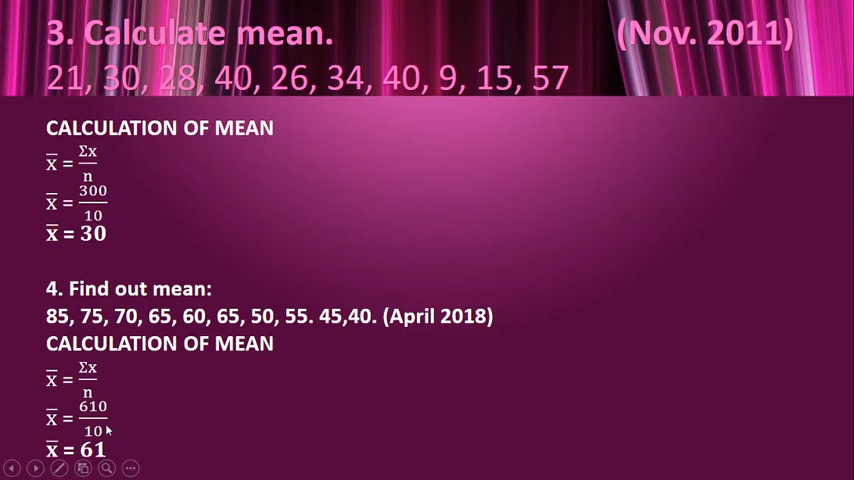 3. Calculate mean. (Nov. 2011)
21, 30, 28, 40, 26, 34, 40, 9, 15, 57
CALCULATION OF MEAN
x̅ = Σx/n
x̅ = 300/10
x̅ = 30
4. Find out mean:
85, 75, 70, 65, 60, 65, 50, 55. 45,40. (April 2018)
CALCULATION OF MEAN
x̅ = Σx/n
x̅ = 610/10
x̅ = 61